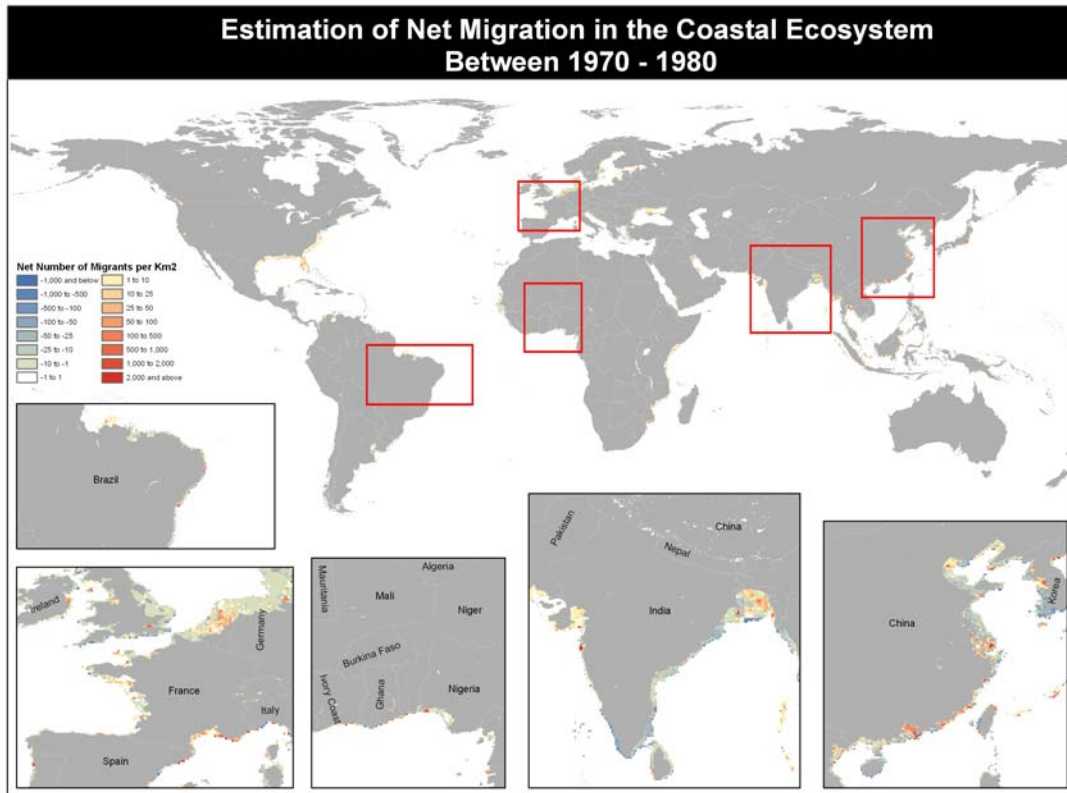 Estimation of Net Migration in the Coastal Ecosystem
Between 1970 - 1980
Net Number of Migrants per Km2
-1,000 and below
-1,000 to -500
-500 to -100
-100 to -50
-50 to -25
-25 to -10
-10 to -1
-1 to 1
1 to 10
10 to 25
25 to 50
50 to 100
100 to 500
500 to 1,000
1,000 to 2,000
2,000 and above
Brazil
Ireland
Germany
France
Italy
Spain
Mauntania
Algeria
Mali
Niger
Burkina Faso
Ivory Coast
Ghana
Nigeria
Pakistan
China
Nepal
India
China
Korea